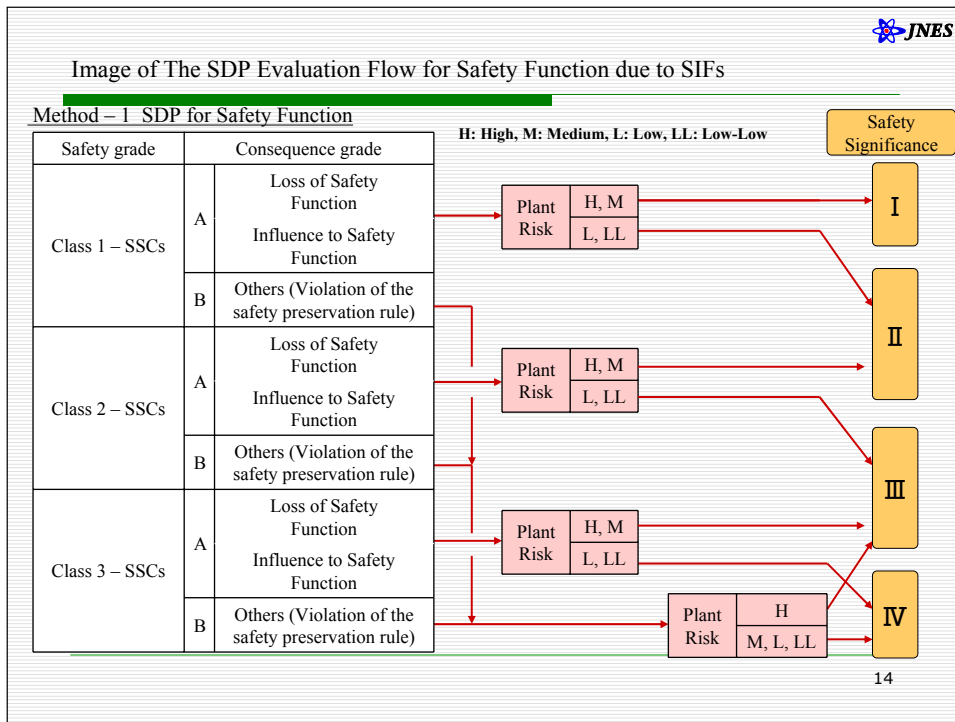 JNES
Image of The SDP Evaluation Flow for Safety Function due to SIFs
Method – 1 SDP for Safety Function
H: High, M: Medium, L: Low, LL: Low-Low
Safety
Significance
Safety grade
Consequence grade
Class 1 – SSCs
A
Loss of Safety
Function
Influence to Safety
Function
B
Others (Violation of the
safety preservation rule)
Plant
Risk
H, M
L, LL
Ⅰ
Class 2 – SSCs
A
Loss of Safety
Function
Influence to Safety
Function
B
Others (Violation of the
safety preservation rule)
Plant
Risk
H, M
L, LL
Ⅱ
Class 3 – SSCs
A
Loss of Safety
Function
Influence to Safety
Function
B
Others (Violation of the
safety preservation rule)
Plant
Risk
H, M
L, LL
Ⅲ
Plant
Risk
H
M, L, LL
Ⅳ
14